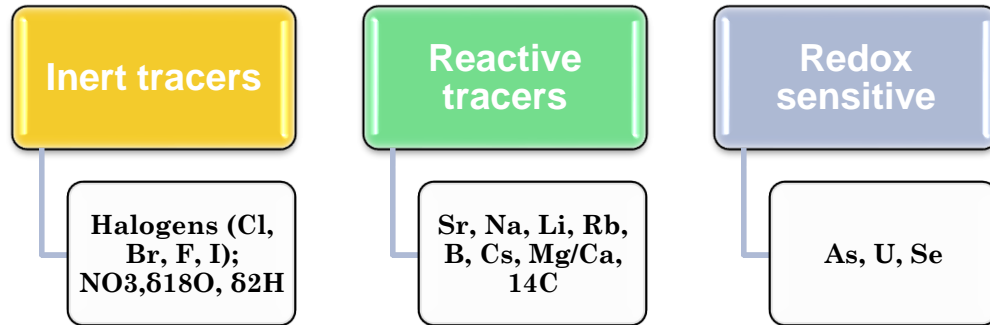 Inert tracers
Halogens (Cl,
Br, F, I);
NO3,δ18O, δ2H
Reactive
tracers
Sr, Na, Li, Rb,
B, Cs, Mg/Ca,
14C
Redox
sensitive
As, U, Se